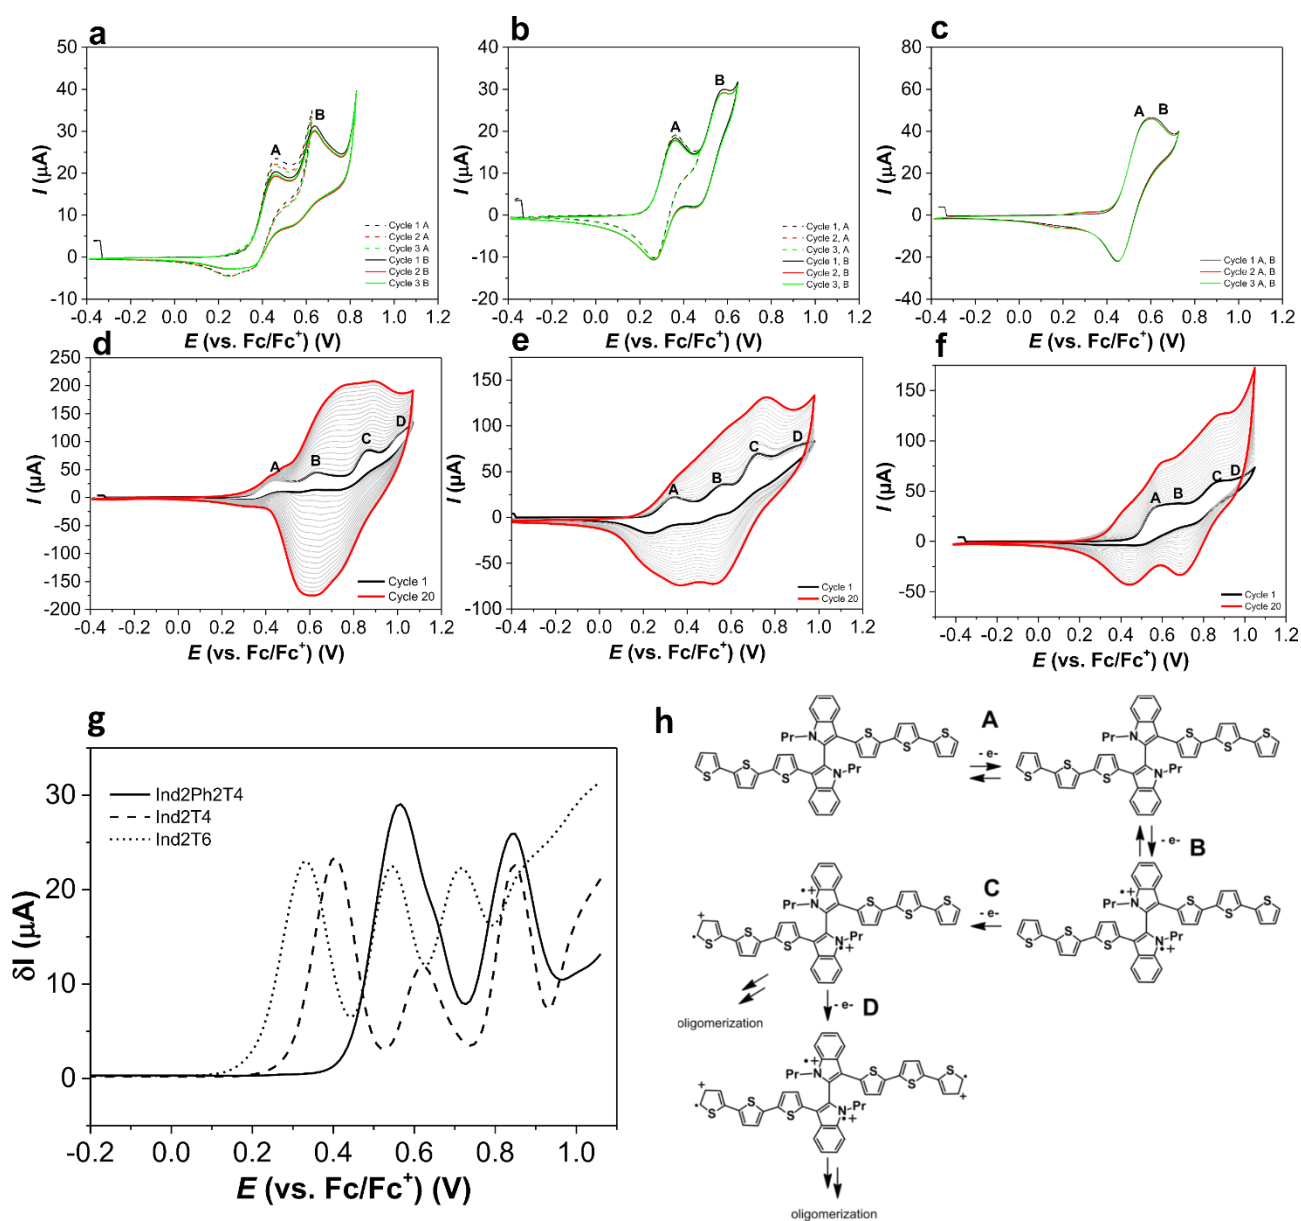 a
50
40
30
20
10
0
-10
I (µA)
A
B
Cycle 1 A
Cycle 2 A
Cycle 3 A
Cycle 1 B
Cycle 2 B
Cycle 3 B
-0.4 -0.2 0.0 0.2 0.4 0.6 0.8 1.0 1.2
E (vs. Fc/Fc+) (V)
b
40
30
20
10
0
-10
-20
I (µA)
A
B
Cycle 1, A
Cycle 2, A
Cycle 3, A
Cycle 1, B
Cycle 2, B
Cycle 3, B
-0.4 -0.2 0.0 0.2 0.4 0.6 0.8 1.0 1.2
E (vs. Fc/Fc+) (V)
c
80
60
40
20
0
-20
-40
I (µA)
A B
Cycle 1 A, B
Cycle 2 A, B
Cycle 3 A, B
-0.4 -0.2 0.0 0.2 0.4 0.6 0.8 1.0 1.2
E (vs. Fc/Fc+) (V)
d
250
200
150
100
50
0
-50
-100
-150
-200
I (µA)
A
B
C
D
Cycle 1
Cycle 20
-0.4 -0.2 0.0 0.2 0.4 0.6 0.8 1.0 1.2
E (vs. Fc/Fc+) (V)
e
150
100
50
0
-50
-100
I (µA)
A
B
C
D
Cycle 1
Cycle 20
-0.4 -0.2 0.0 0.2 0.4 0.6 0.8 1.0 1.2
E (vs. Fc/Fc+) (V)
f
150
100
50
0
-50
I (µA)
A
B
C
D
Cycle 1
Cycle 20
-0.4 -0.2 0.0 0.2 0.4 0.6 0.8 1.0 1.2
E (vs. Fc/Fc+) (V)
g
30
20
10
0
δI (µA)
Ind2Ph2T4
Ind2T4
Ind2T6
-0.2 0.0 0.2 0.4 0.6 0.8 1.0
E (vs. Fc/Fc+) (V)
h
Pr
N
S
S
S
S
S
S
N
Pr
A
- e-
Pr
N
S
S
S
S
S
S
N
Pr
- e-
B
•+
Pr
N
S
S
S
S
S
S
N
Pr
•+
C
- e-
•+
Pr
N
S
S
S
+
•
S
S
S
N
Pr
•+
oligomerization
- e-
D
•+
Pr
N
S
S
S
•
+
+
•
S
S
S
N
Pr
•+
oligomerization